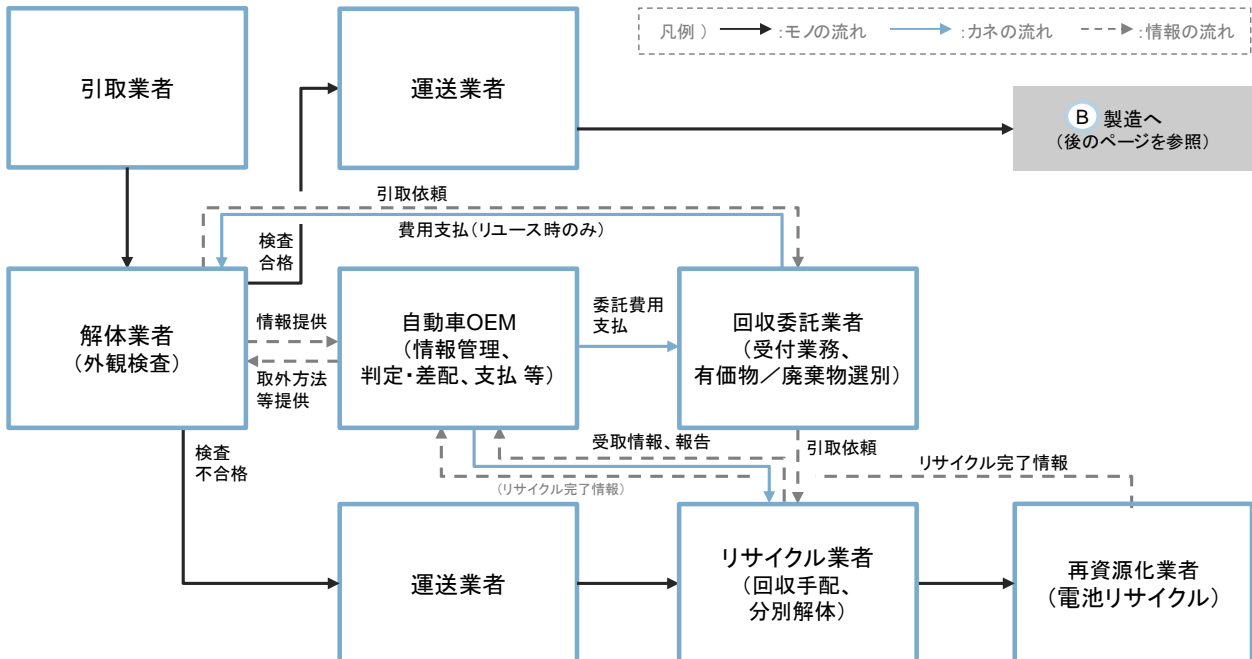 凡例） :モノの流れ :カネの流れ :情報の流れ
引取業者
運送業者
B 製造へ
（後のページを参照）
引取依頼
費用支払（リユース時のみ）
検査
合格
解体業者
（外観検査）
情報提供
取外方法
等提供
自動車OEM
（情報管理、
判定・差配、支払 等）
委託費用
支払
回収委託業者
（受付業務、
有価物／廃棄物選別）
検査
不合格
受取情報、報告
（リサイクル完了情報）
引取依頼
リサイクル完了情報
運送業者
リサイクル業者
（回収手配、
分別解体）
再資源化業者
（電池リサイクル）